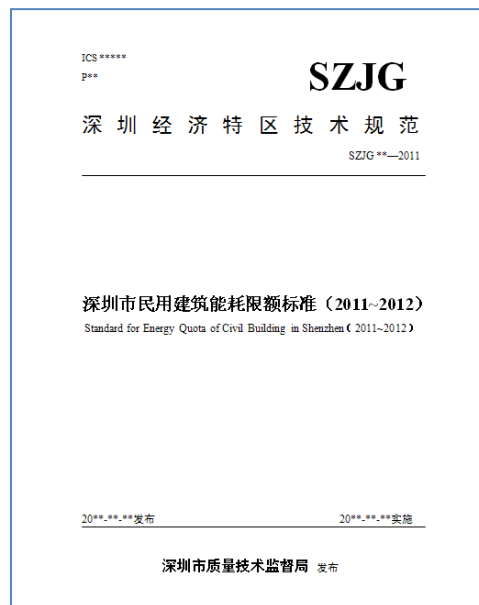 ICS *****
P**
SZJG
深圳经济特区技术规范
SZJG **—2011
深圳市民用建筑能耗限额标准（2011~2012）
Standard for Energy Quota of Civil Building in Shenzhen（2011~2012）
20**-**-**发布 20**-**-**实施
深圳市质量技术监督局 发布